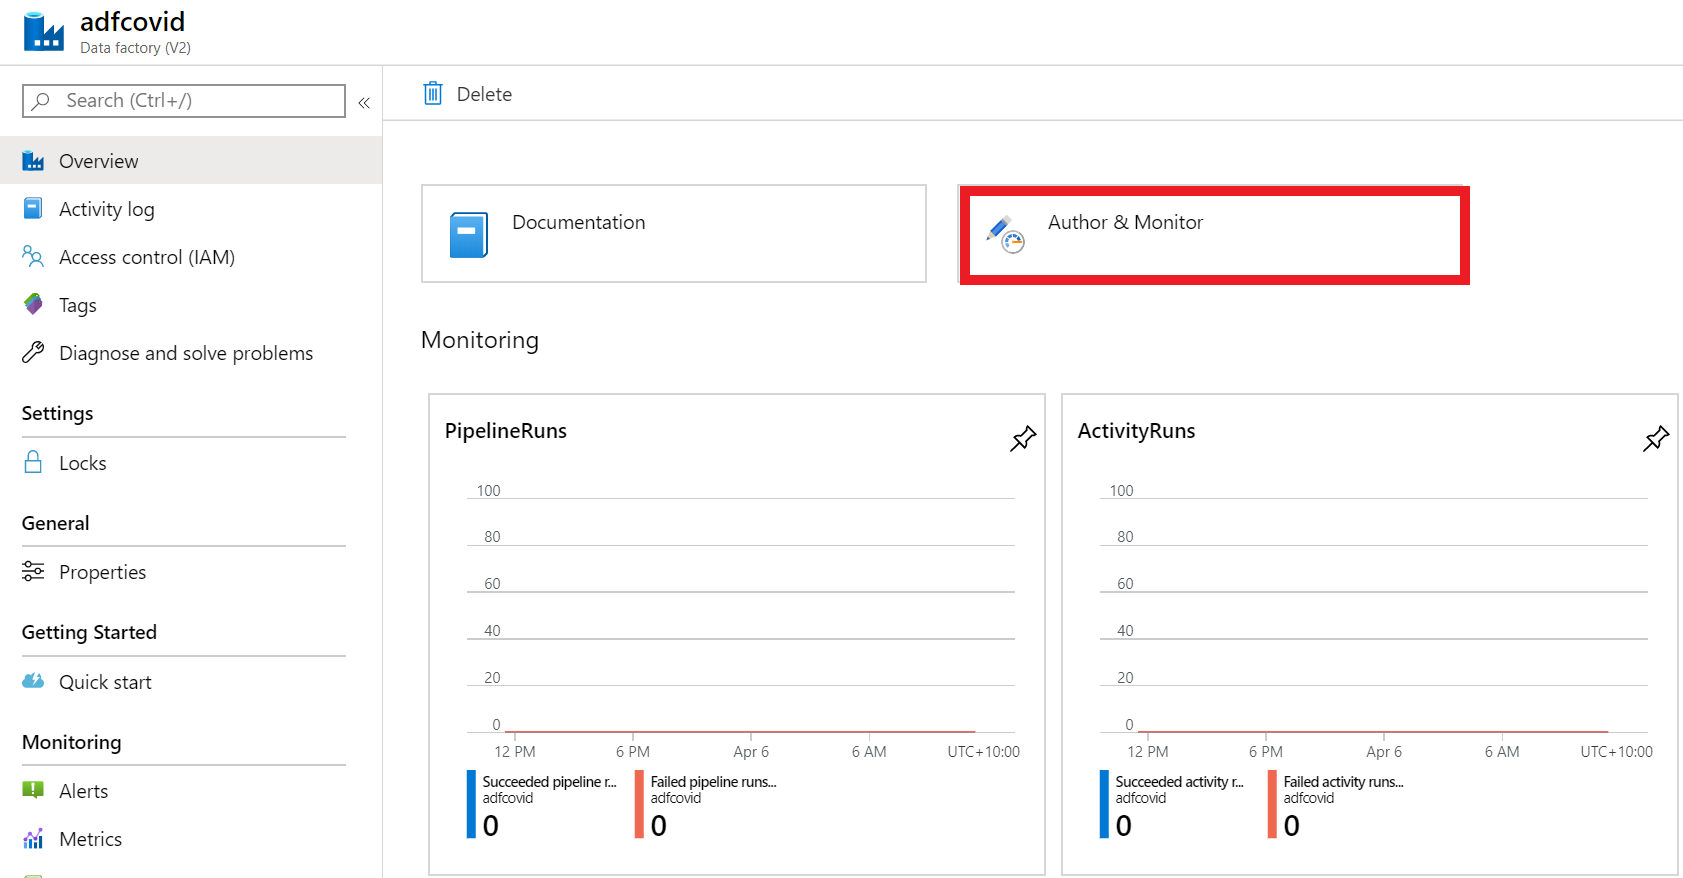 adfcovid
Data factory (V2)
Search (Ctrl+/)
«
Overview
Activity log
Access control (IAM)
Tags
Diagnose and solve problems
Settings
Locks
General
Properties
Getting Started
Quick start
Monitoring
Alerts
Metrics
Delete
Documentation
Author & Monitor
Monitoring
PipelineRuns
100
80
60
40
20
0
12 PM 6 PM Apr 6 6 AM UTC+10:00
Succeeded pipeline r...
adfcovid
0
Failed pipeline runs...
adfcovid
0
ActivityRuns
100
80
60
40
20
0
12 PM 6 PM Apr 6 6 AM UTC+10:00
Succeeded activity r...
adfcovid
0
Failed activity runs...
adfcovid
0